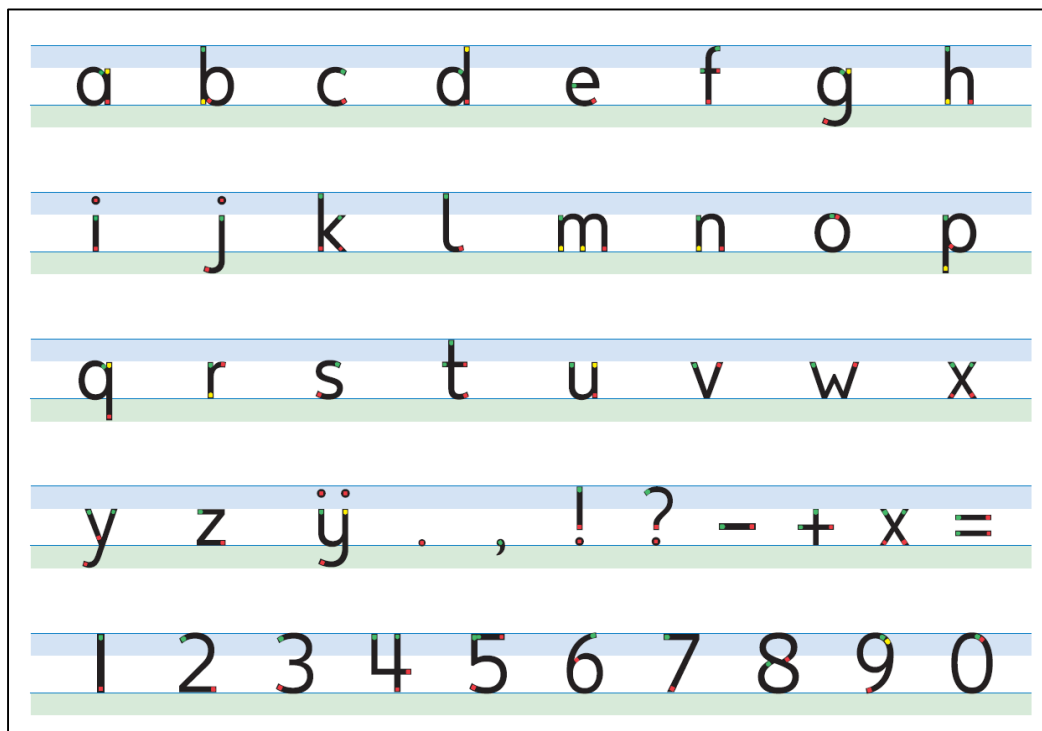 a b c d e f g h
i j k l m n o p
q r s t u v w x
y z ÿ . , ! ? - + x =
1 2 3 4 5 6 7 8 9 0